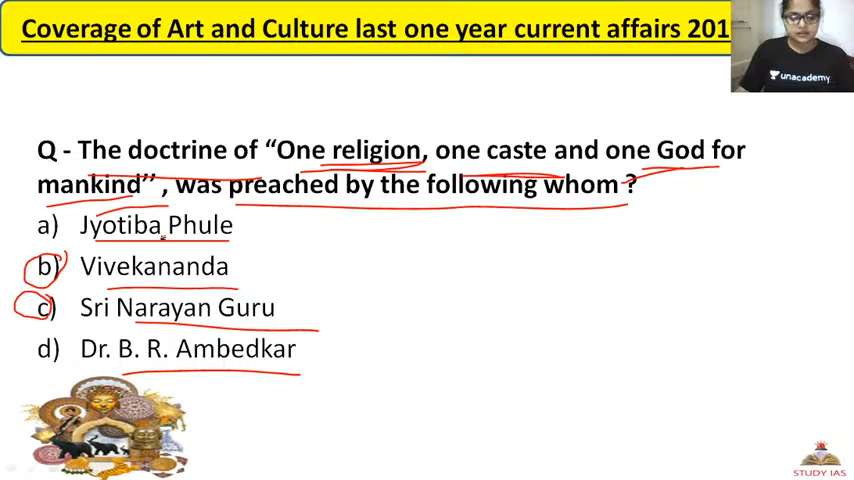 Coverage of Art and Culture last one year current affairs 201
unacademy
Q - The doctrine of “One religion, one caste and one God for
mankind’’ , was preached by the following whom ?
a) Jyotiba Phule
b) Vivekananda
c) Sri Narayan Guru
d) Dr. B. R. Ambedkar
STUDY IAS